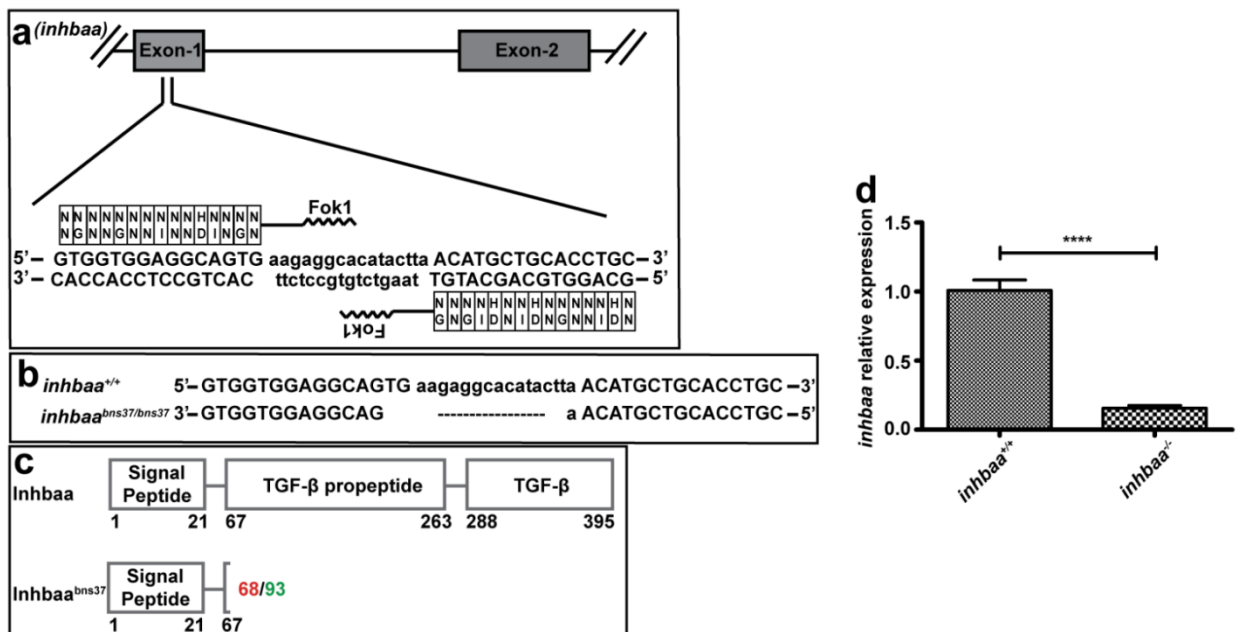 a (inhbaa)
Exon-1
Exon-2
N N N N N N N N N N H N N N N
N G N N G N N I N N D I N G N
Fok1
5’– GTGGTGGAGGCAGTG aagaggcacatactta ACATGCTGCACCTGC –3’
3’– CACCACCTCCGTCAC ttctccgtgtctgaat TGTACGACGTGGACG –5’
N N N N H N N H N N N N N H N
G N G I D N I D N G N N I D N
Fok1
b
inhbaa+/+ 5’– GTGGTGGAGGCAGTG aagaggcacatactta ACATGCTGCACCTGC –3’
inhbaabns37/bns37 3’– GTGGTGGAGGCAG ----------------- a ACATGCTGCACCTGC –5’
c
Inhbaa
Signal Peptide
TGF-β propeptide
TGF-β
1 21 67 263 288 395
Inhbaabns37
Signal Peptide
68/93
1 21 67
d
inhbaa relative expression
1.5
1.0
0.5
0.0
****
inhbaa+/+
inhbaa-/-